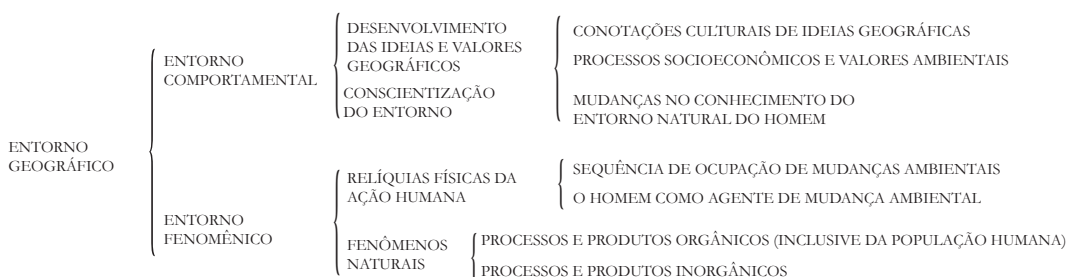 DESENVOLVIMENTO
DAS IDEIAS E VALORES
GEOGRÁFICOS
CONOTAÇÕES CULTURAIS DE IDEIAS GEOGRÁFICAS
PROCESSOS SOCIOECONÔMICOS E VALORES AMBIENTAIS
ENTORNO
COMPORTAMENTAL
CONSCIENTIZAÇÃO
DO ENTORNO
MUDANÇAS NO CONHECIMENTO DO
ENTORNO NATURAL DO HOMEM
ENTORNO
GEOGRÁFICO
RELÍQUIAS FÍSICAS DA
AÇÃO HUMANA
SEQUÊNCIA DE OCUPAÇÃO DE MUDANÇAS AMBIENTAIS
O HOMEM COMO AGENTE DE MUDANÇA AMBIENTAL
ENTORNO
FENOMÊNICO
FENÔMENOS
NATURAIS
PROCESSOS E PRODUTOS ORGÂNICOS (INCLUSIVE DA POPULAÇÃO HUMANA)
PROCESSOS E PRODUTOS INORGÂNICOS